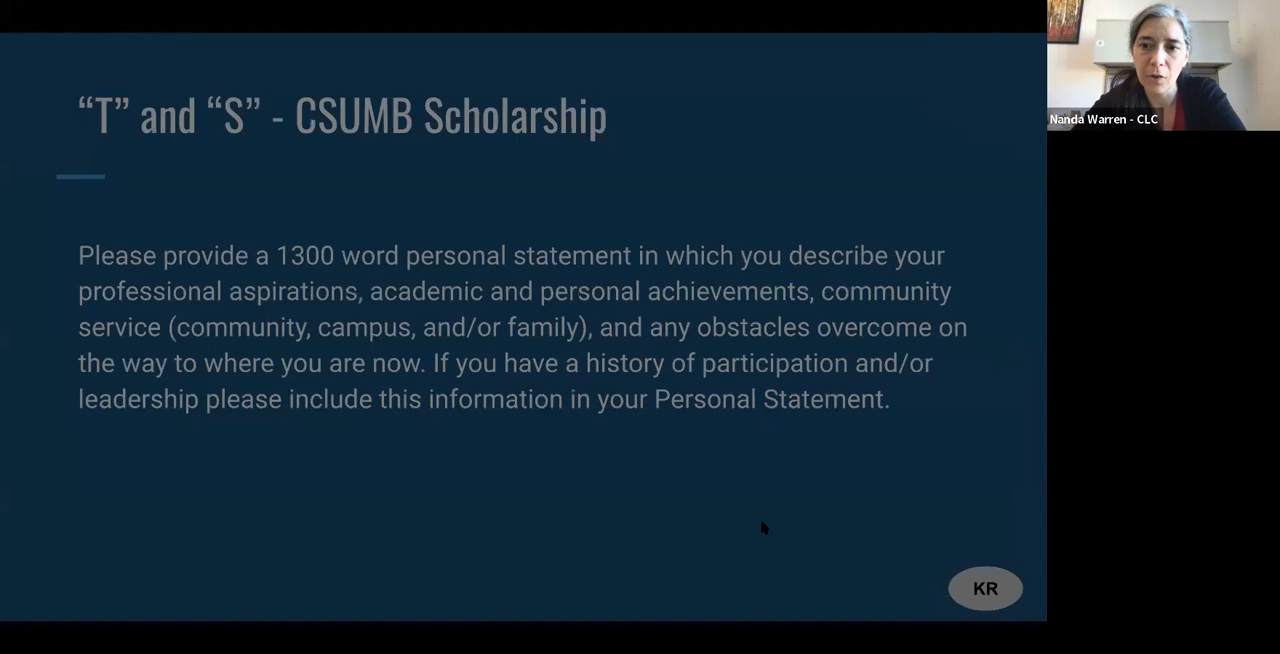 “T” and “S” - CSUMB Scholarship
Please provide a 1300 word personal statement in which you describe your
professional aspirations, academic and personal achievements, community
service (community, campus, and/or family), and any obstacles overcome on
the way to where you are now. If you have a history of participation and/or
leadership please include this information in your Personal Statement.
KR
Nanda Warren - CLC